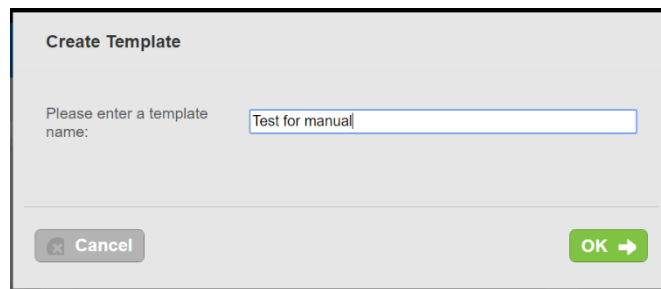 Create Template
Please enter a template
name:
Test for manual
Cancel
OK